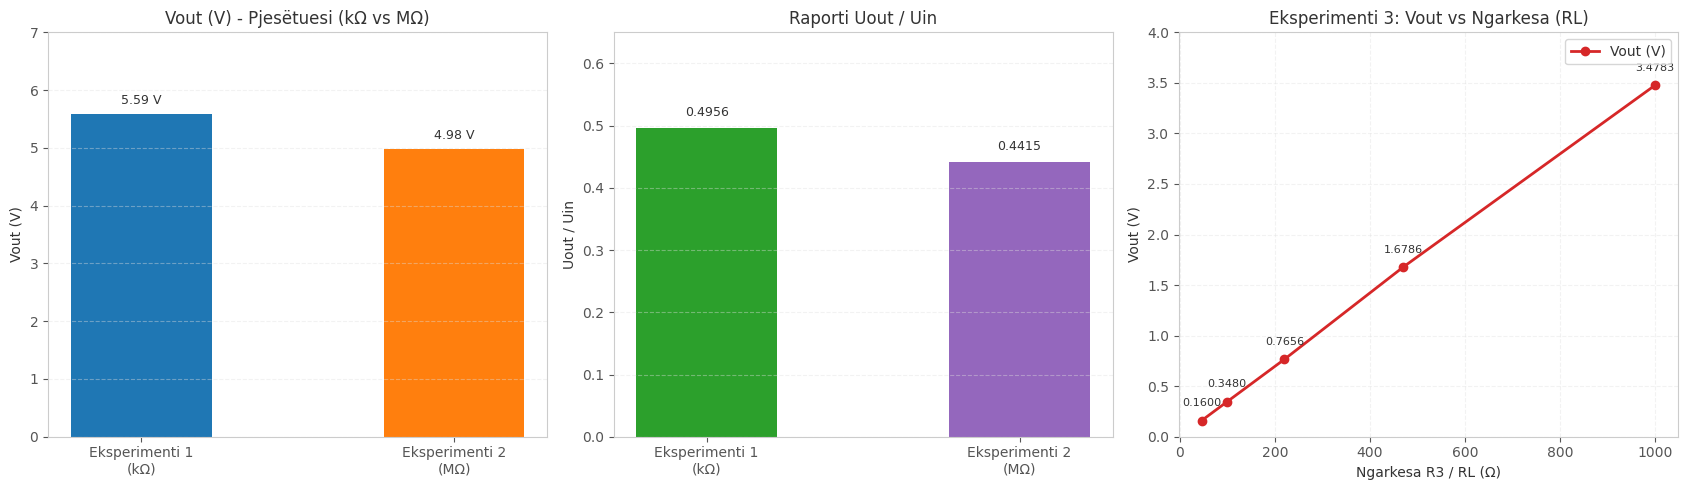 Vout (V) - Pjesëtuesi (kΩ vs MΩ)
Vout (V)
7
6
5
4
3
2
1
0
5.59 V
4.98 V
Eksperimenti 1
(kΩ)
Eksperimenti 2
(MΩ)
Raporti Uout / Uin
Uout / Uin
0.6
0.5
0.4
0.3
0.2
0.1
0.0
0.4956
0.4415
Eksperimenti 1
(kΩ)
Eksperimenti 2
(MΩ)
Eksperimenti 3: Vout vs Ngarkesa (RL)
Vout (V)
Vout (V)
4.0
3.5
3.0
2.5
2.0
1.5
1.0
0.5
0.0
3.4783
1.6786
0.7656
0.3480
0.1600
0
200
400
600
800
1000
Ngarkesa R3 / RL (Ω)